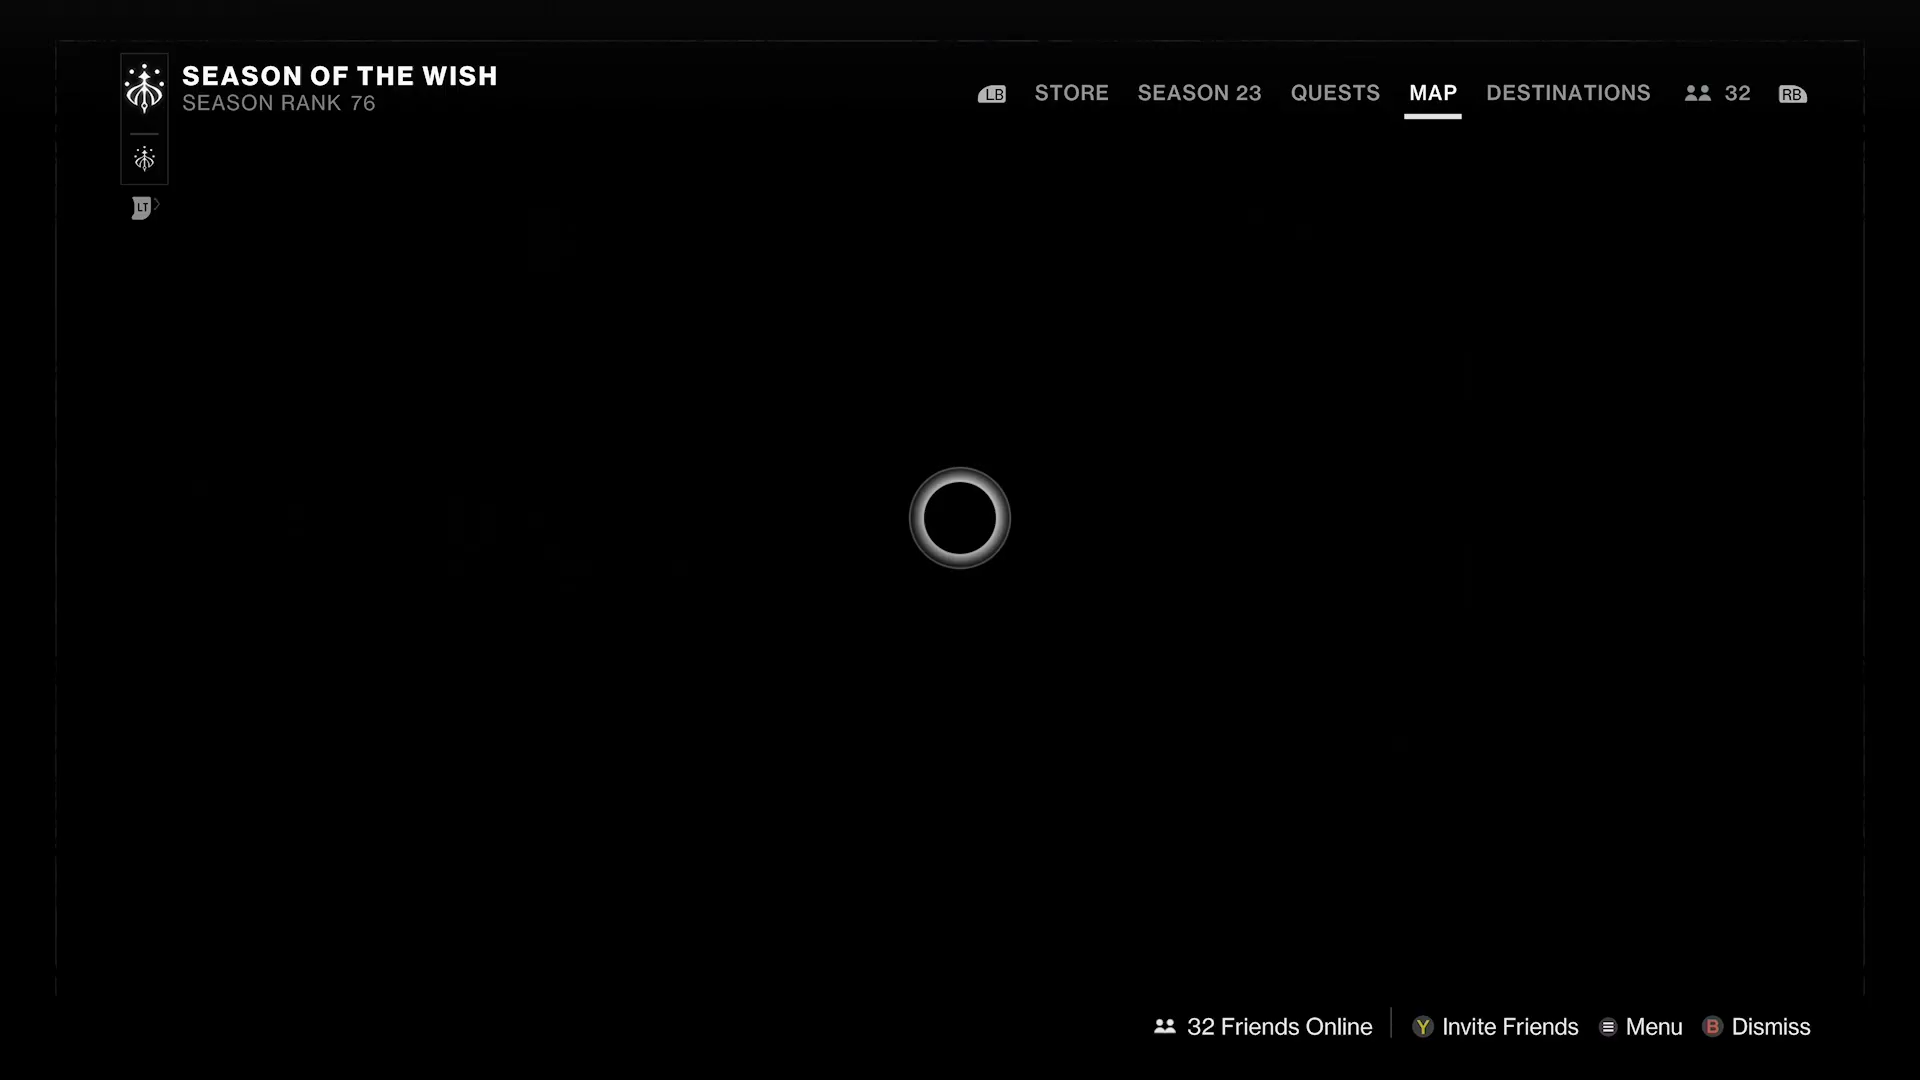 SEASON OF THE WISH
SEASON RANK 76
LB STORE SEASON 23 QUESTS MAP DESTINATIONS 32 RB
LT
32 Friends Online Y Invite Friends Menu B Dismiss